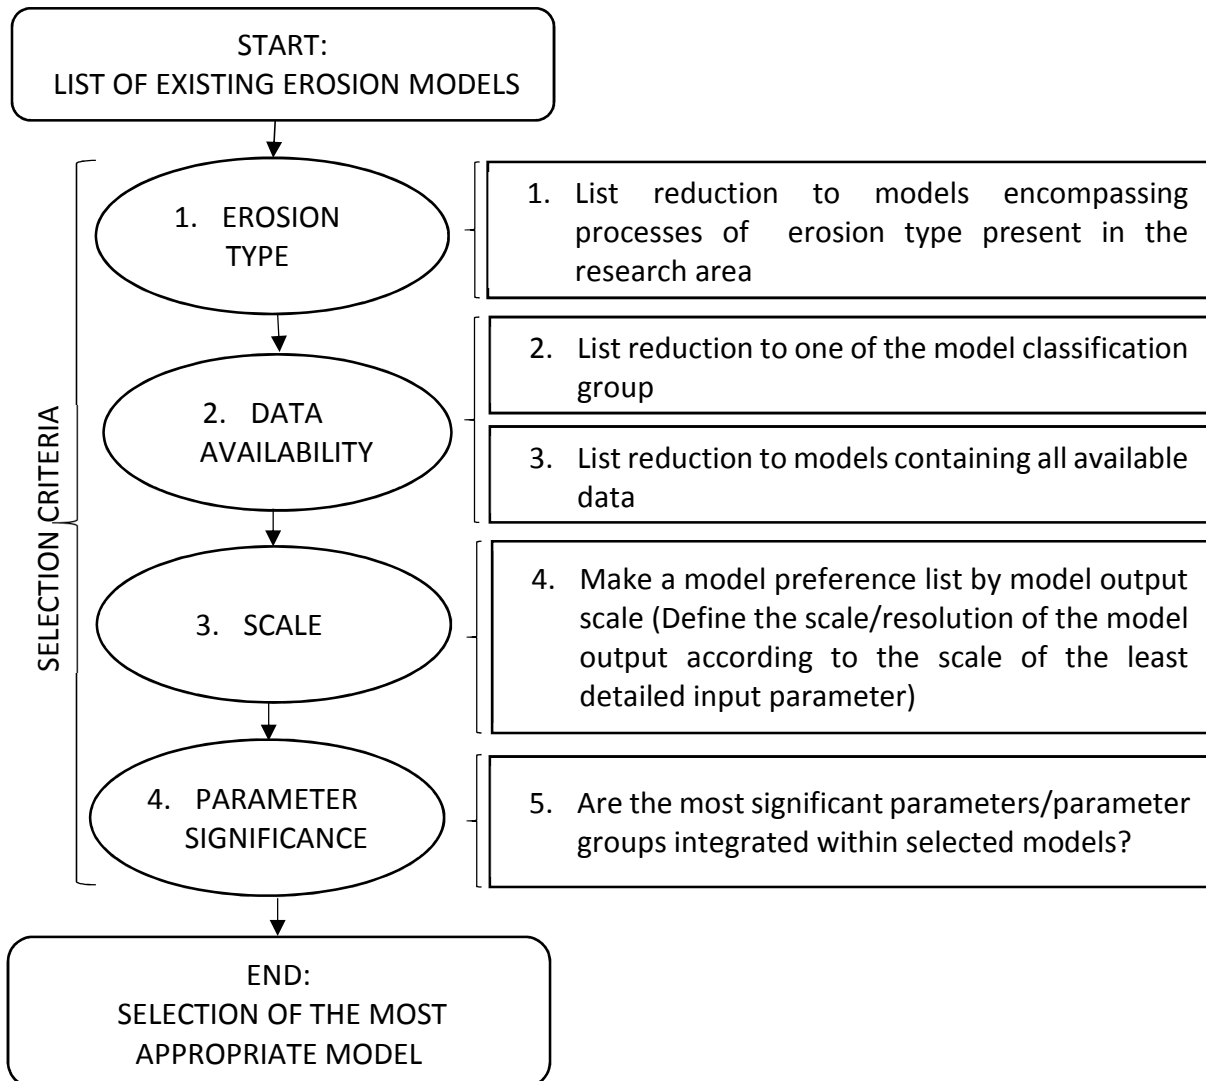 START:
LIST OF EXISTING EROSION MODELS
SELECTION CRITERIA
1. EROSION
TYPE
1. List reduction to models encompassing
processes of erosion type present in the
research area
2. DATA
AVAILABILITY
2. List reduction to one of the model classification
group
3. List reduction to models containing all available
data
3. SCALE
4. Make a model preference list by model output
scale (Define the scale/resolution of the model
output according to the scale of the least
detailed input parameter)
4. PARAMETER
SIGNIFICANCE
5. Are the most significant parameters/parameter
groups integrated within selected models?
END:
SELECTION OF THE MOST
APPROPRIATE MODEL